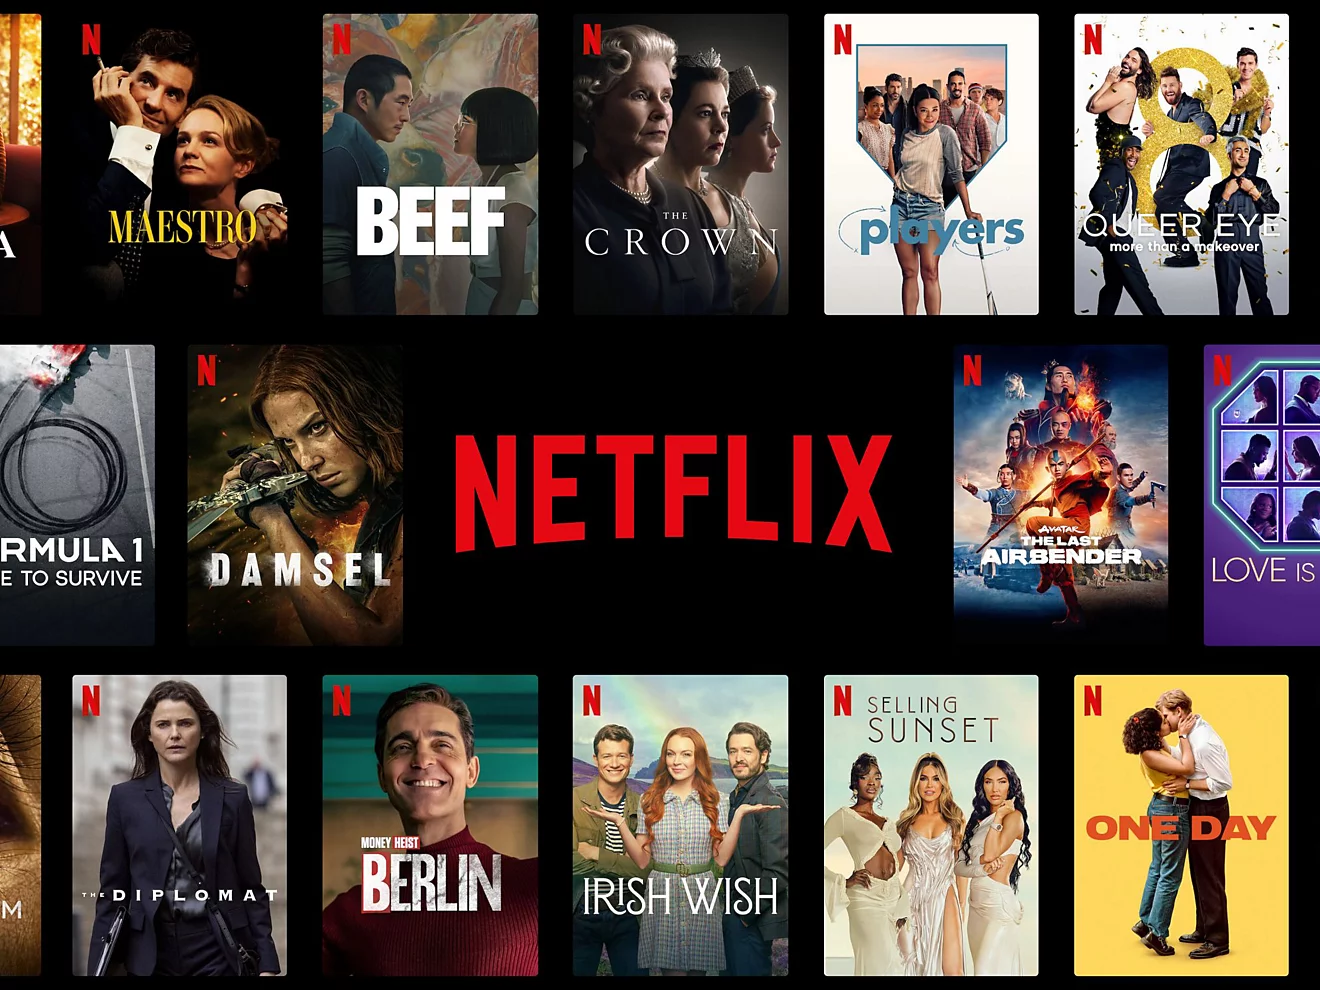 N
N
N
N
N
A
MAESTRO
BEEF
THE
CROWN
players
QUEER EYE
more than a makeover
N
N
N
RMULA 1
E TO SURVIVE
DAMSEL
NETFLIX
AVATAR
THE LAST
AIRBENDER
LOVE IS
N
N
N
N
N
SELLING
SUNSET
M
THE DIPLOMAT
MONEY HEIST
BERLIN
IRISH WISH
ONE DAY